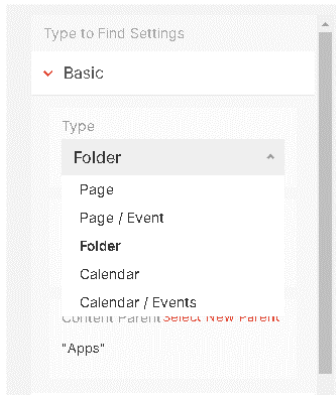 Type to Find Settings
Basic
Type
Folder
Page
Page / Event
Folder
Calendar
Calendar / Events
Content Parent Select New Parent
"Apps"